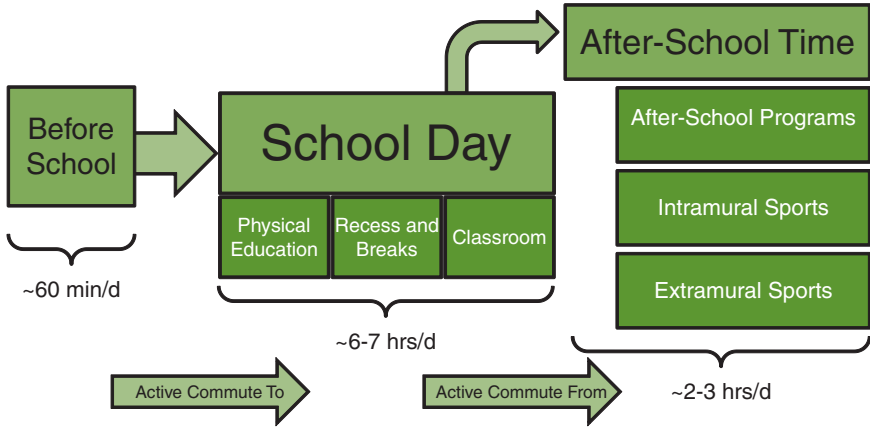 After-School Time
Before
School
School Day
After-School Programs
Physical
Education
Recess and
Breaks
Classroom
Intramural Sports
Extramural Sports
~60 min/d
~6-7 hrs/d
~2-3 hrs/d
Active Commute To
Active Commute From